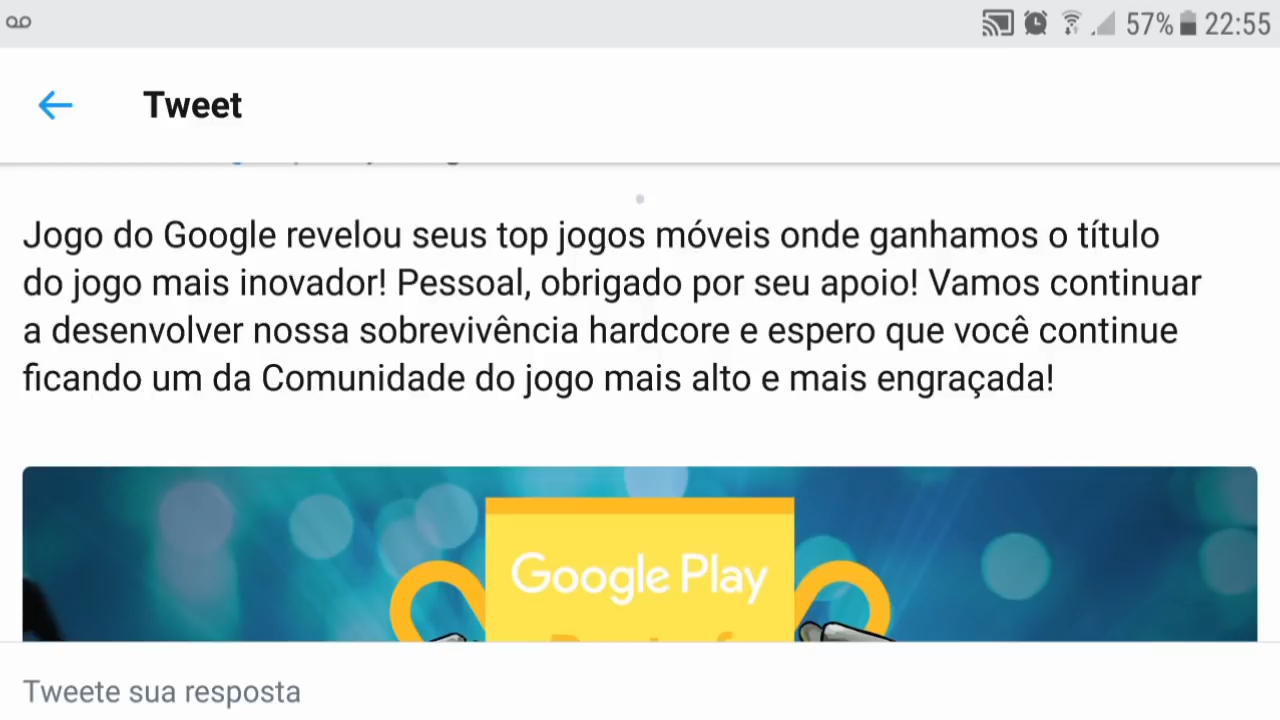 57% 22:55
Tweet
Jogo do Google revelou seus top jogos móveis onde ganhamos o título
do jogo mais inovador! Pessoal, obrigado por seu apoio! Vamos continuar
a desenvolver nossa sobrevivência hardcore e espero que você continue
ficando um da Comunidade do jogo mais alto e mais engraçada!
Google Play
Tweete sua resposta